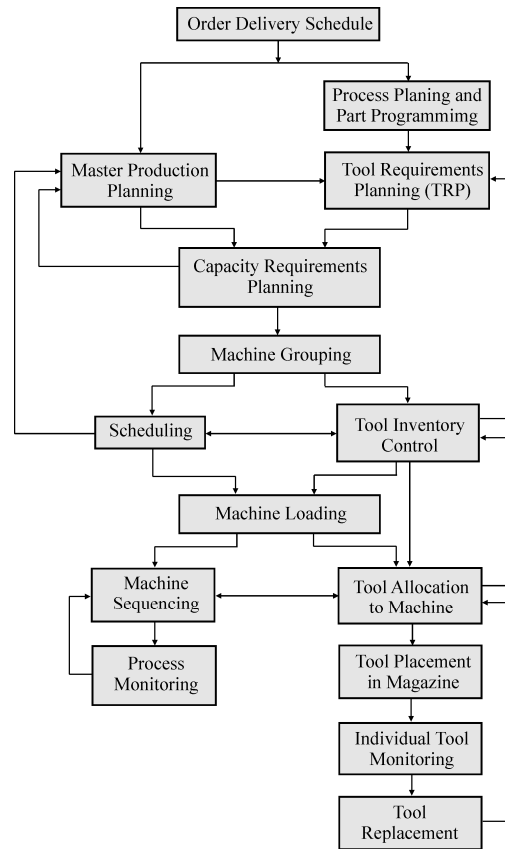 Order Delivery Schedule
Process Planing and
Part Programmimg
Master Production
Planning
Tool Requirements
Planning (TRP)
Capacity Requirements
Planning
Machine Grouping
Scheduling
Tool Inventory
Control
Machine Loading
Machine
Sequencing
Tool Allocation
to Machine
Process
Monitoring
Tool Placement
in Magazine
Individual Tool
Monitoring
Tool
Replacement